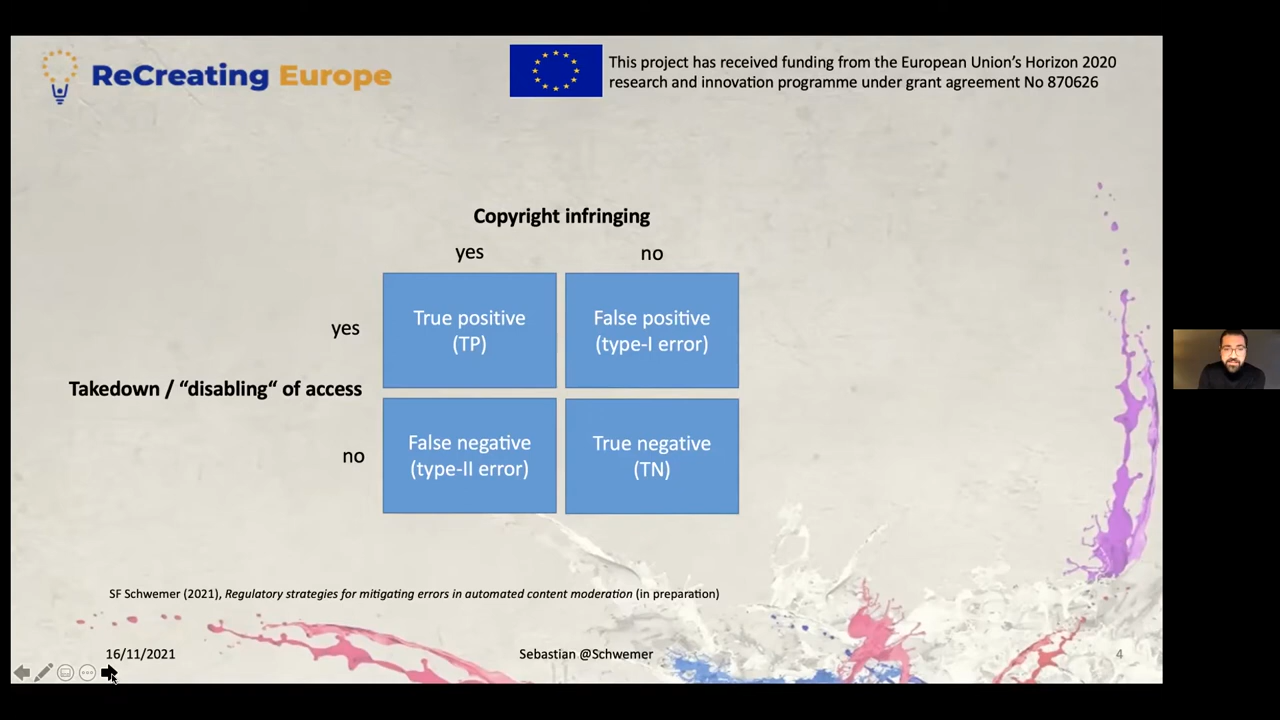 ReCreating Europe
This project has received funding from the European Union's Horizon 2020
research and innovation programme under grant agreement No 870626
Copyright infringing
yes
no
yes
True positive
(TP)
False positive
(type-I error)
Takedown / “disabling“ of access
no
False negative
(type-II error)
True negative
(TN)
SF Schwemer (2021), Regulatory strategies for mitigating errors in automated content moderation (in preparation)
16/11/2021
Sebastian @Schwemer
4